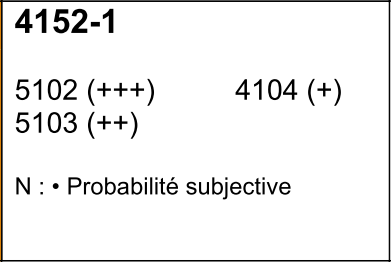 4152-1
5102 (+++) 4104 (+)
5103 (++)
N : • Probabilité subjective